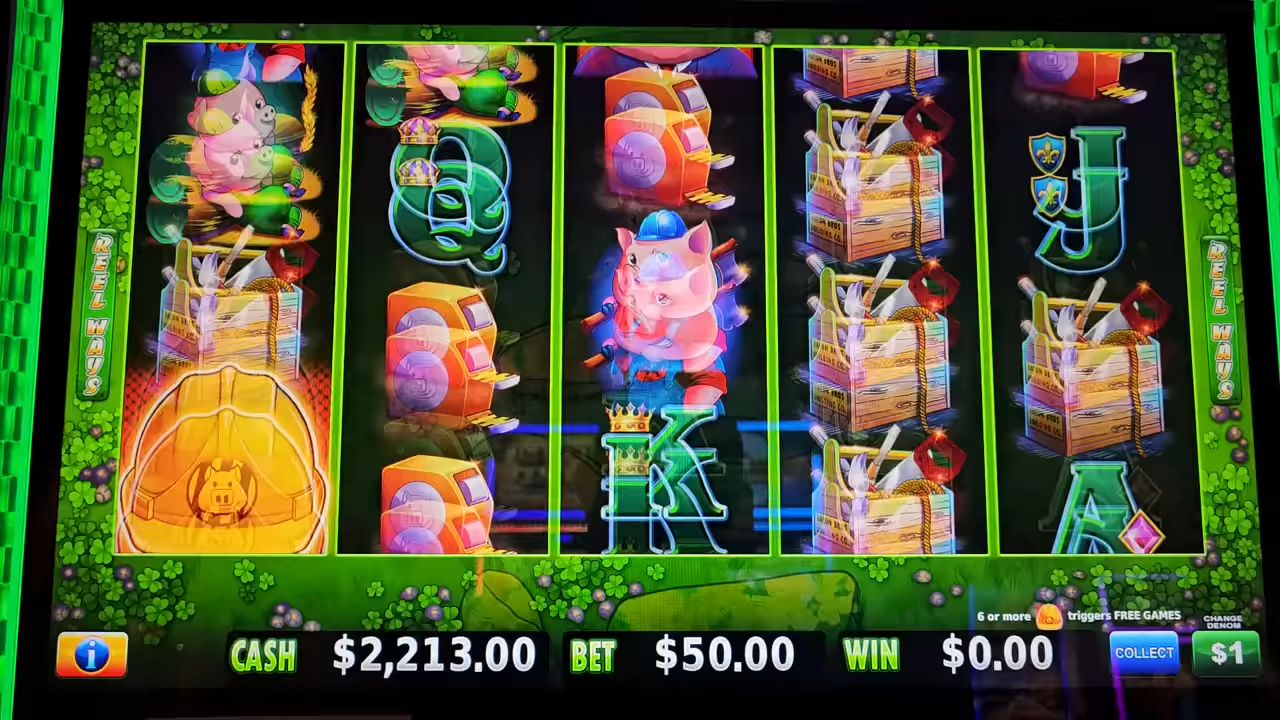 REEL WAYS
REEL WAYS
Q
J
K
A
6 or more triggers FREE GAMES
CHANGE
DENOM
CASH $2,213.00 BET $50.00 WIN $0.00 COLLECT $1